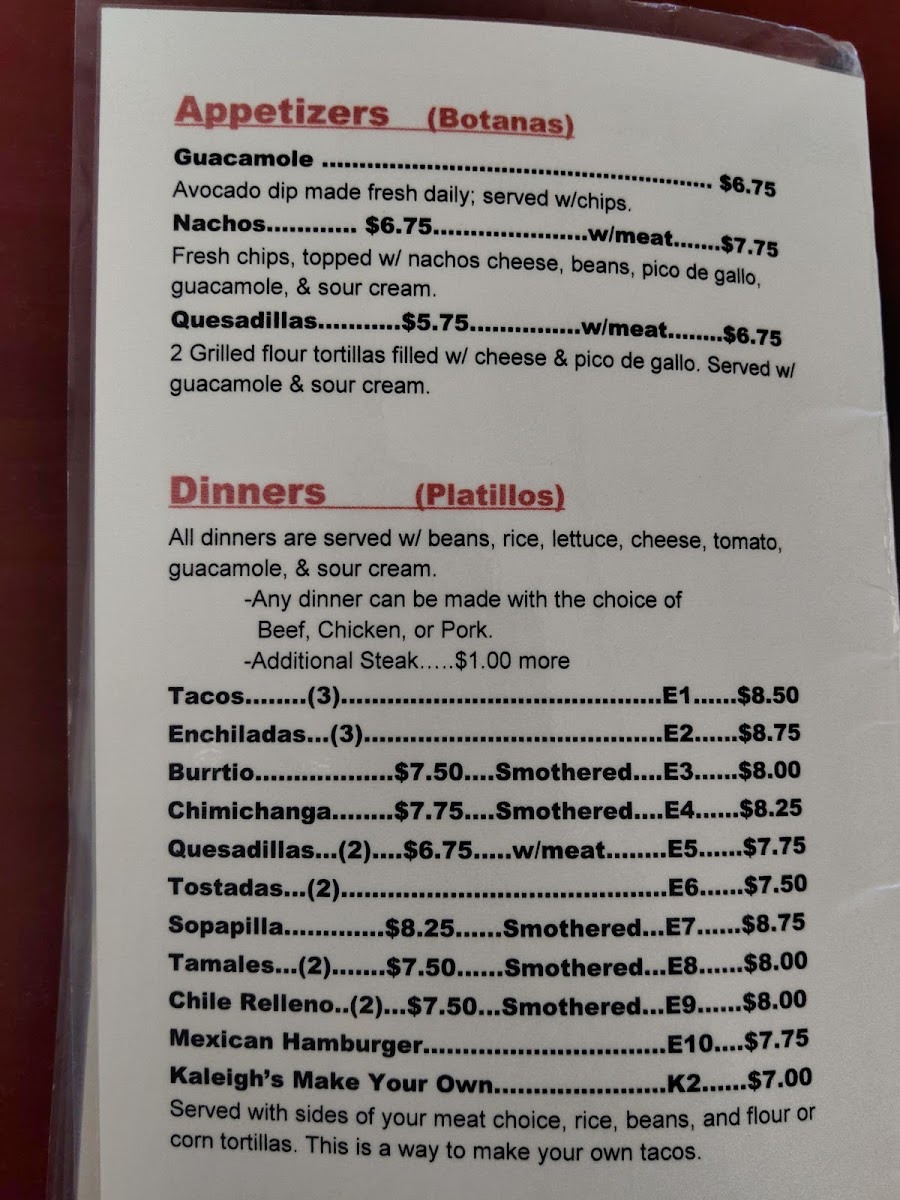 Appetizers (Botanas)
Guacamole .................................................... $6.75
Avocado dip made fresh daily; served w/chips.
Nachos............ $6.75.....................w/meat.......$7.75
Fresh chips, topped w/ nachos cheese, beans, pico de gallo,
guacamole, & sour cream.
Quesadillas...........$5.75...............w/meat........$6.75
2 Grilled flour tortillas filled w/ cheese & pico de gallo. Served w/
guacamole & sour cream.
Dinners (Platillos)
All dinners are served w/ beans, rice, lettuce, cheese, tomato,
guacamole, & sour cream.
-Any dinner can be made with the choice of
Beef, Chicken, or Pork.
-Additional Steak.....$1.00 more
Tacos........(3)..........................................E1......$8.50
Enchiladas...(3).......................................E2......$8.75
Burrtio..................$7.50....Smothered....E3......$8.00
Chimichanga........$7.75....Smothered....E4......$8.25
Quesadillas...(2)....$6.75.....w/meat........E5......$7.75
Tostadas...(2)...........................................E6......$7.50
Sopapilla.............$8.25......Smothered...E7......$8.75
Tamales...(2).......$7.50......Smothered...E8......$8.00
Chile Relleno..(2)...$7.50...Smothered...E9......$8.00
Mexican Hamburger................................E10....$7.75
Kaleigh's Make Your Own.......................K2......$7.00
Served with sides of your meat choice, rice, beans, and flour or
corn tortillas. This is a way to make your own tacos.